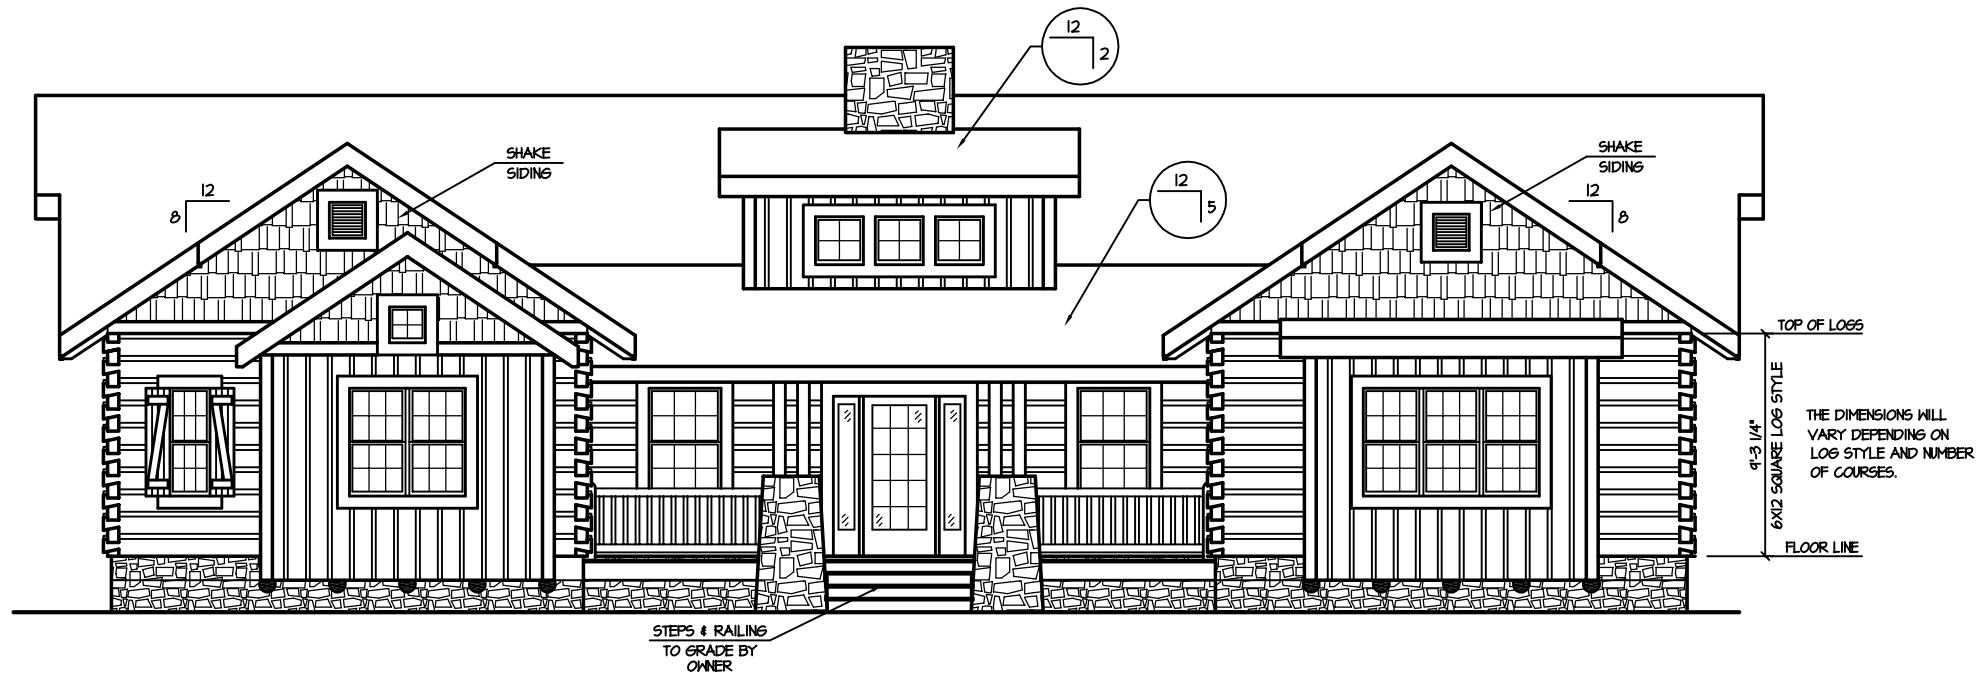 12
2
SHAKE
SIDING
12
8
12
5
SHAKE
SIDING
12
8
TOP OF LOGS
9'-3 1/4"
6X12 SQUARE LOG STYLE
THE DIMENSIONS WILL
VARY DEPENDING ON
LOG STYLE AND NUMBER
OF COURSES.
FLOOR LINE
STEPS & RAILING
TO GRADE BY
OWNER